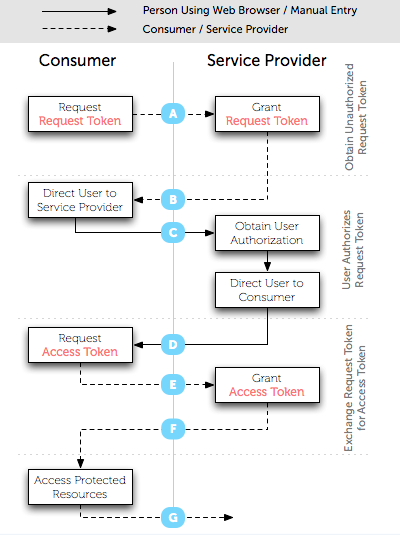 Person Using Web Browser / Manual Entry
Consumer / Service Provider
Consumer
Service Provider
Request
Request Token
A
Grant
Request Token
Obtain Unauthorized
Request Token
B
Direct User to
Service Provider
C
Obtain User
Authorization
Direct User to
Consumer
User Authorizes
Request Token
Request
Access Token
D
E
Grant
Access Token
F
Exchange Request Token
for Access Token
Access Protected
Resources
G